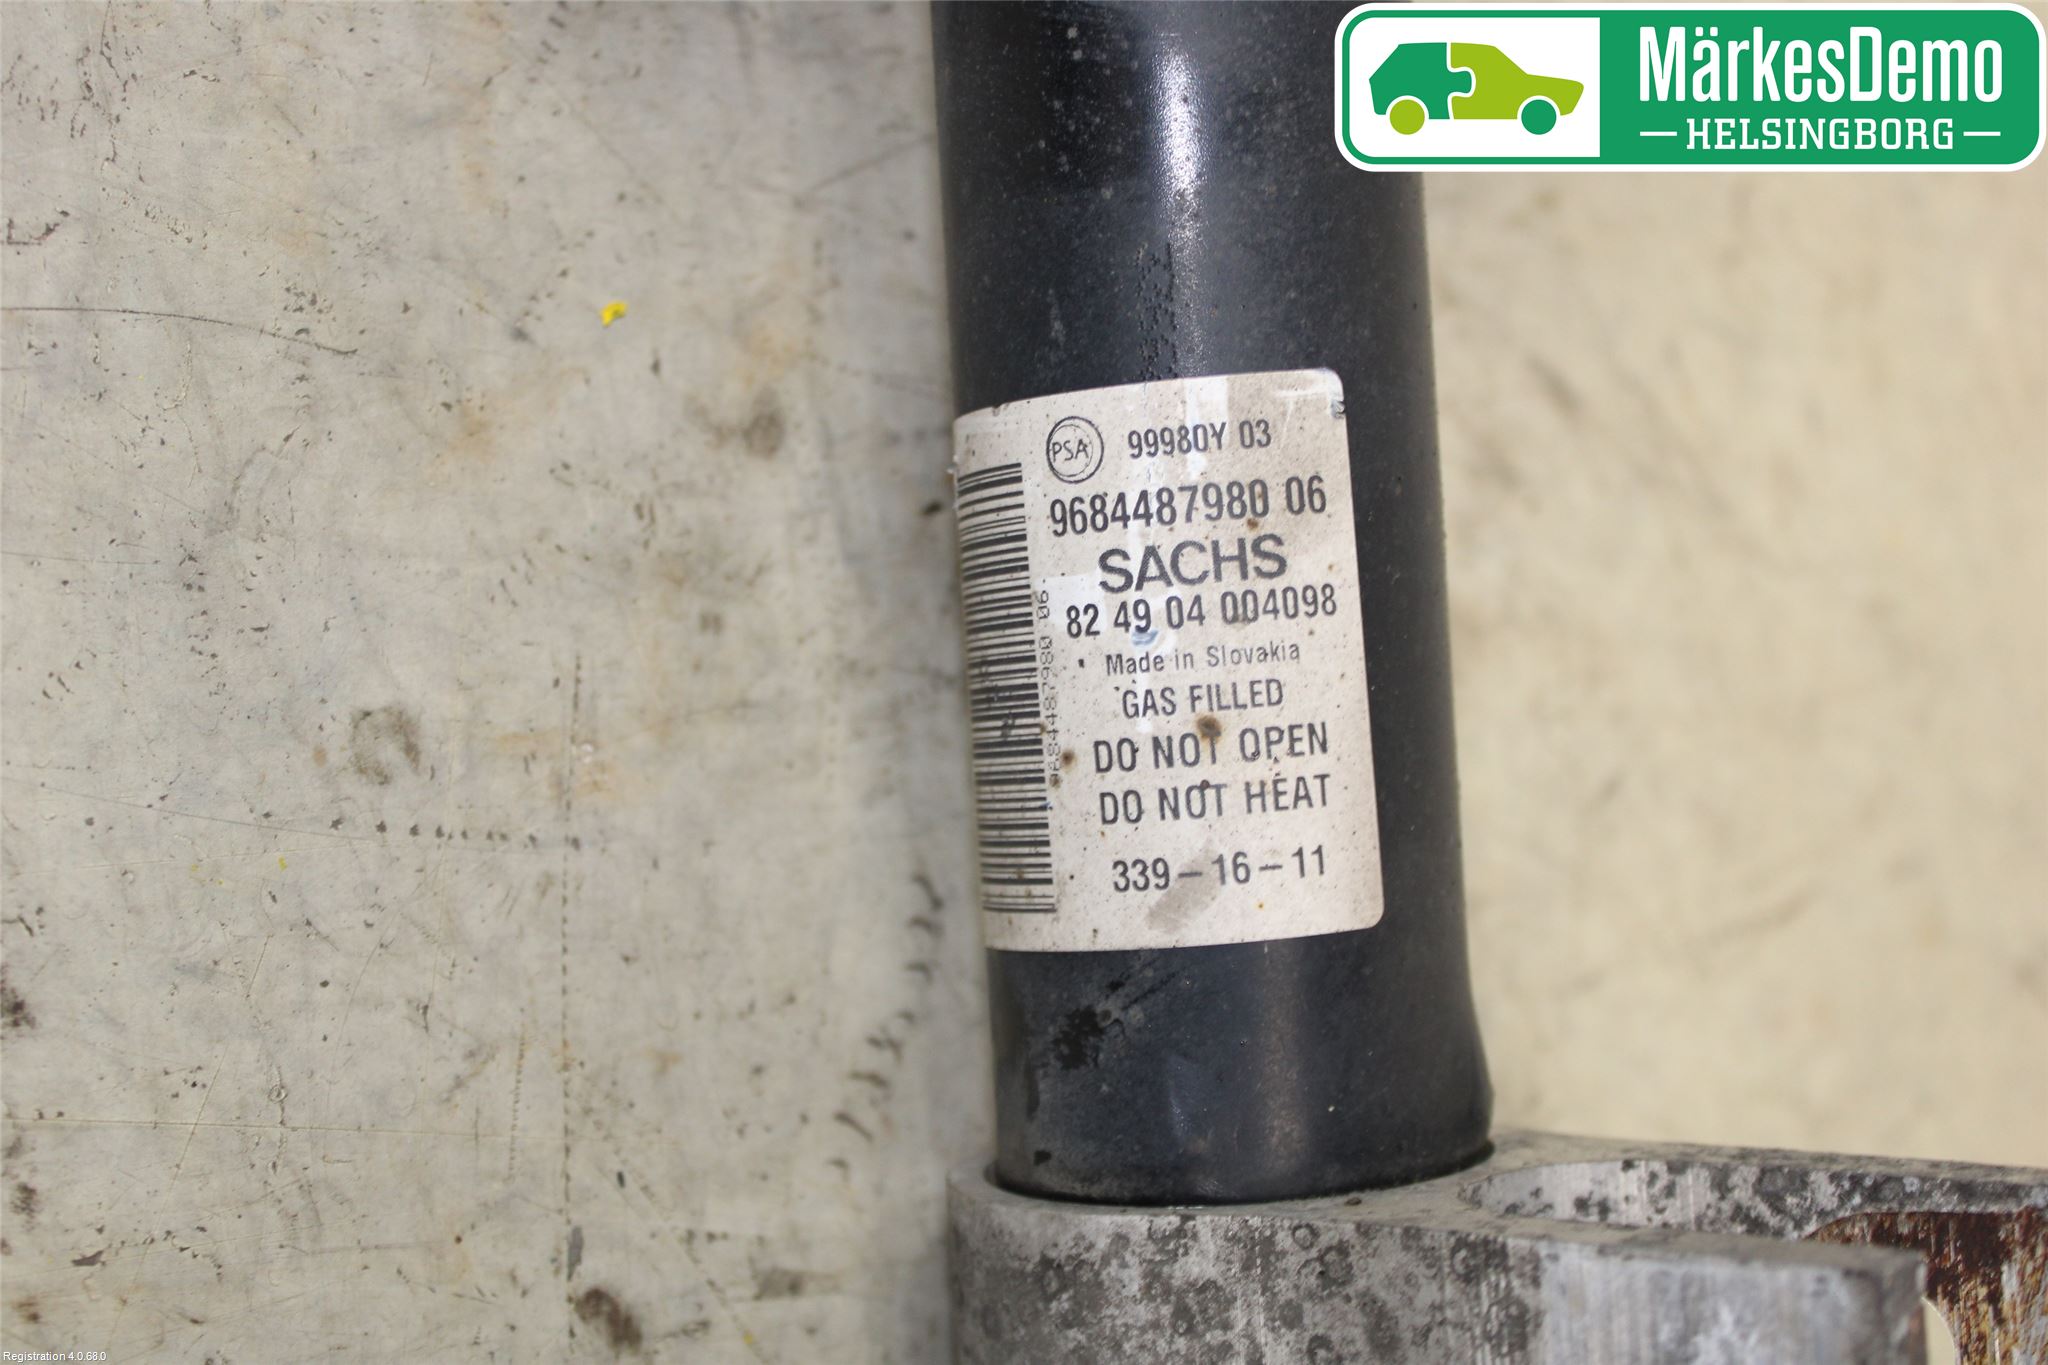 MärkesDemo
HELSINGBORG
PSA 99980Y 03
9684487980 06
SACHS
82 49 04 004098
Made in Slovakia
GAS FILLED
DO NOT OPEN
DO NOT HEAT
339-16-11
9684487980 06
Registration 4.0.68.0